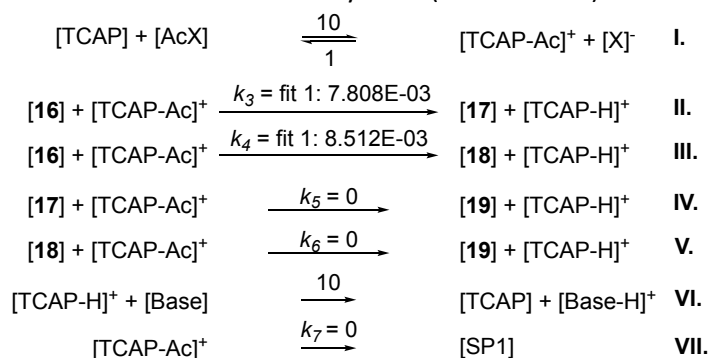 [TCAP] + [AcX] 10 1 [TCAP-Ac]⁺ + [X]⁻ I.
[16] + [TCAP-Ac]⁺ k₃ = fit 1: 7.808E-03 [17] + [TCAP-H]⁺ II.
[16] + [TCAP-Ac]⁺ k₄ = fit 1: 8.512E-03 [18] + [TCAP-H]⁺ III.
[17] + [TCAP-Ac]⁺ k₅ = 0 [19] + [TCAP-H]⁺ IV.
[18] + [TCAP-Ac]⁺ k₆ = 0 [19] + [TCAP-H]⁺ V.
[TCAP-H]⁺ + [Base] 10 [TCAP] + [Base-H]⁺ VI.
[TCAP-Ac]⁺ k₇ = 0 [SP1] VII.